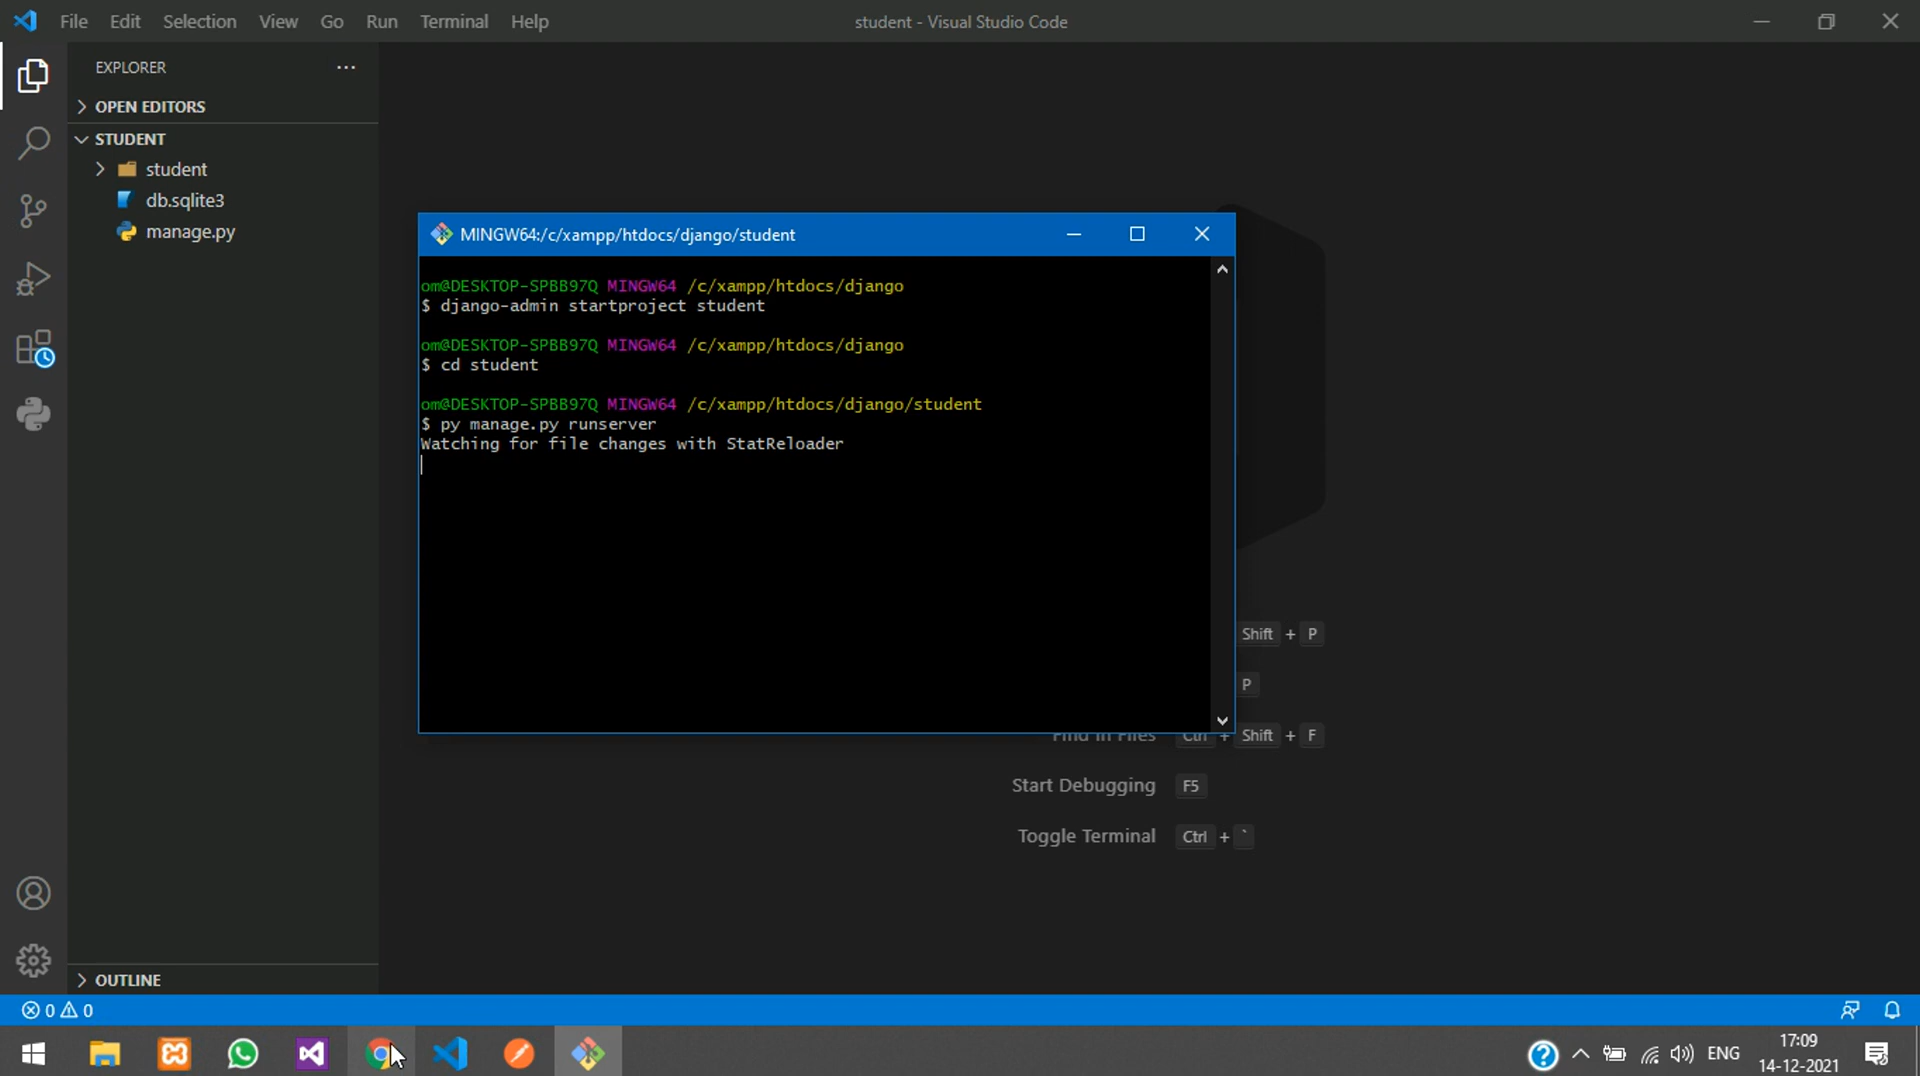 File Edit Selection View Go Run Terminal Help
student - Visual Studio Code
EXPLORER
OPEN EDITORS
STUDENT
student
db.sqlite3
manage.py
MINGW64:/c/xampp/htdocs/django/student
om@DESKTOP-SPBB97Q MINGW64 /c/xampp/htdocs/django
$ django-admin startproject student
om@DESKTOP-SPBB97Q MINGW64 /c/xampp/htdocs/django
$ cd student
om@DESKTOP-SPBB97Q MINGW64 /c/xampp/htdocs/django/student
$ py manage.py runserver
Watching for file changes with StatReloader
Shift + P
P
Find in Files Ctrl + Shift + F
Start Debugging F5
Toggle Terminal Ctrl + `
OUTLINE
0 0
ENG
17:09
14-12-2021